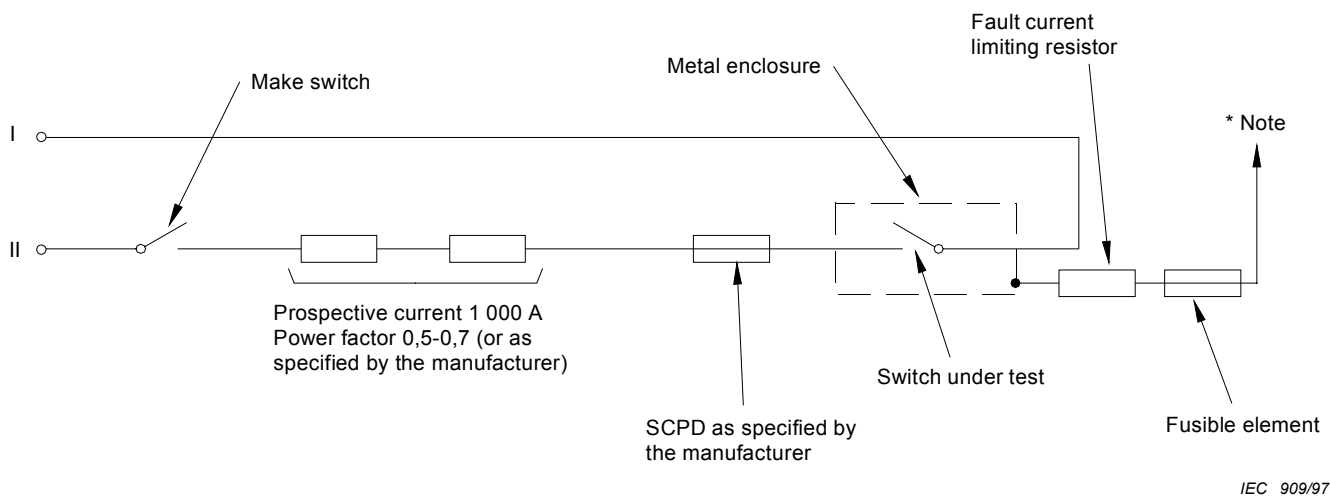 Fault current
limiting resistor
Metal enclosure
Make switch
* Note
I
II
Prospective current 1 000 A
Power factor 0,5-0,7 (or as
specified by the manufacturer)
Switch under test
SCPD as specified by
the manufacturer
Fusible element
IEC 909/97